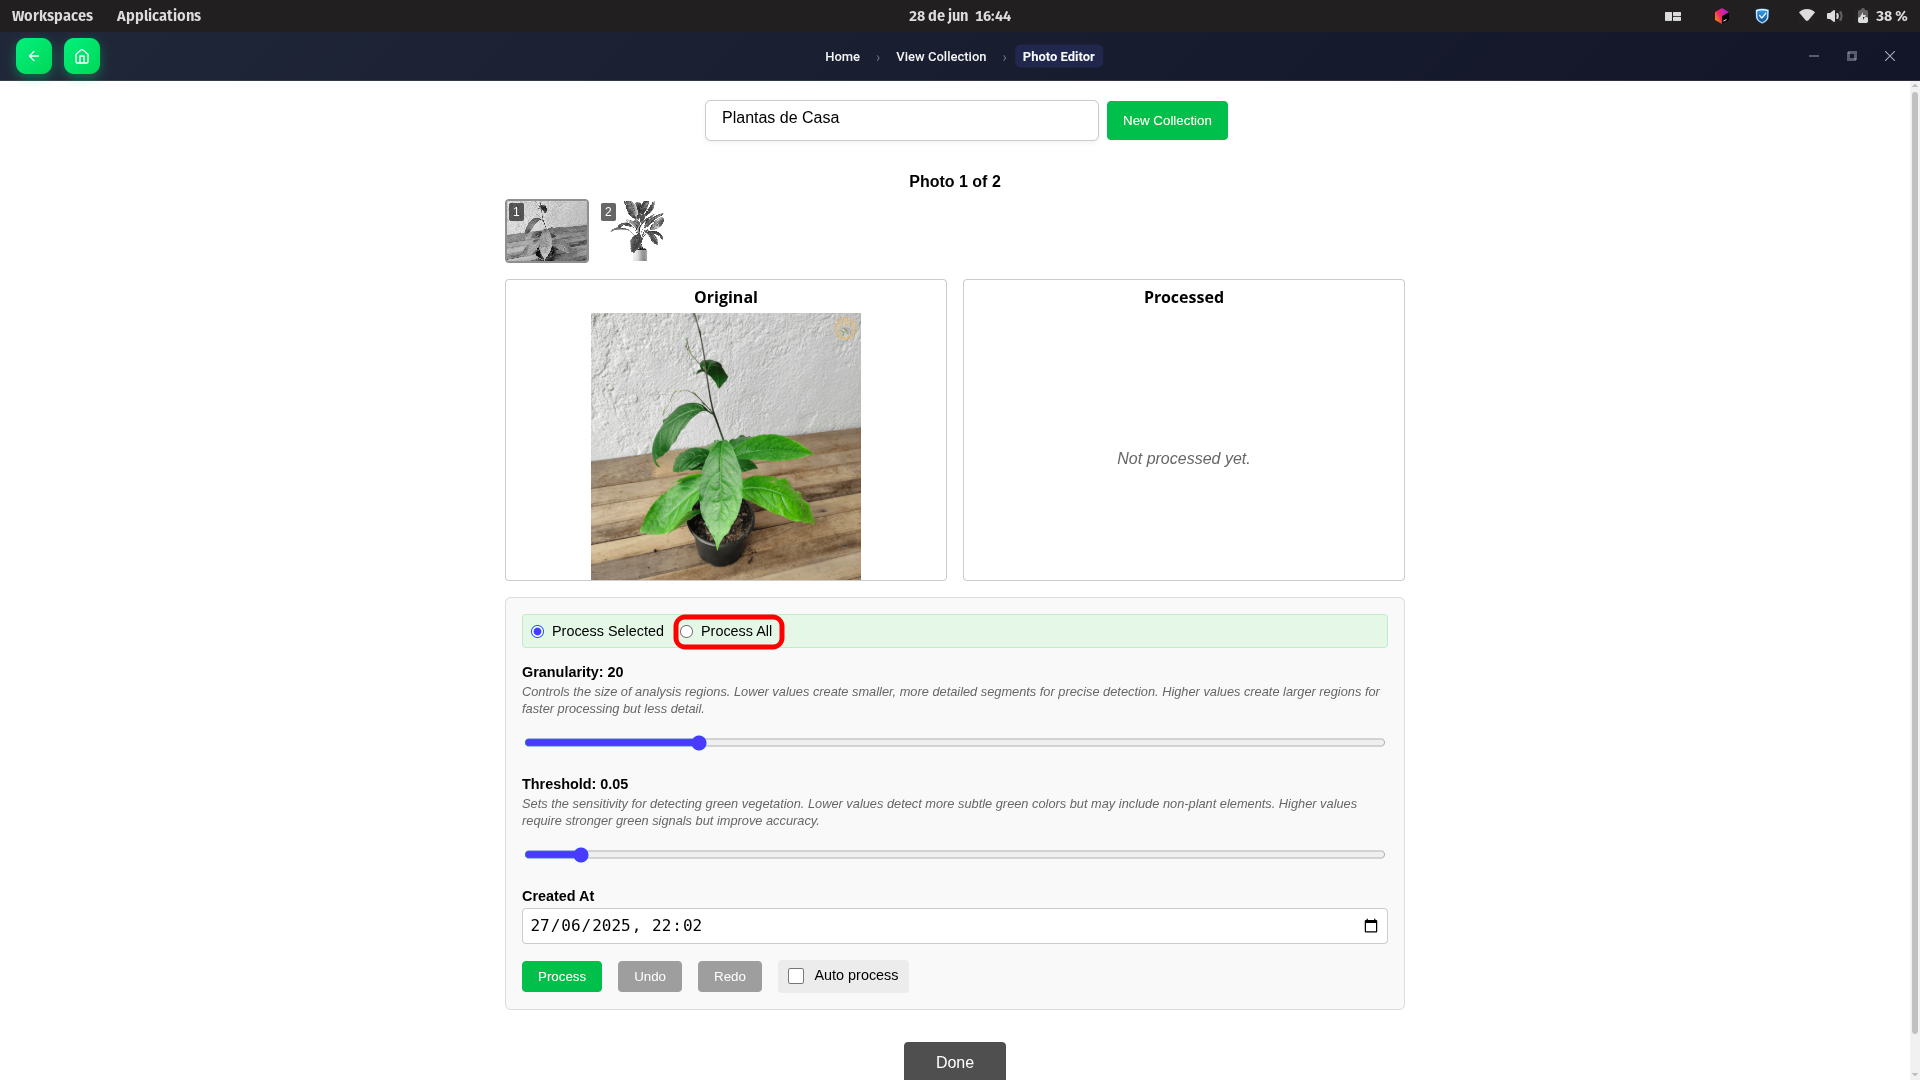 Workspaces Applications 28 de jun 16:44 38 %
Home › View Collection › Photo Editor
Plantas de Casa New Collection
Photo 1 of 2
1 2
Original Processed
Not processed yet.
Process Selected Process All
Granularity: 20
Controls the size of analysis regions. Lower values create smaller, more detailed segments for precise detection. Higher values create larger regions for
faster processing but less detail.
Threshold: 0.05
Sets the sensitivity for detecting green vegetation. Lower values detect more subtle green colors but may include non-plant elements. Higher values
require stronger green signals but improve accuracy.
Created At
27/06/2025, 22:02
Process Undo Redo Auto process
Done